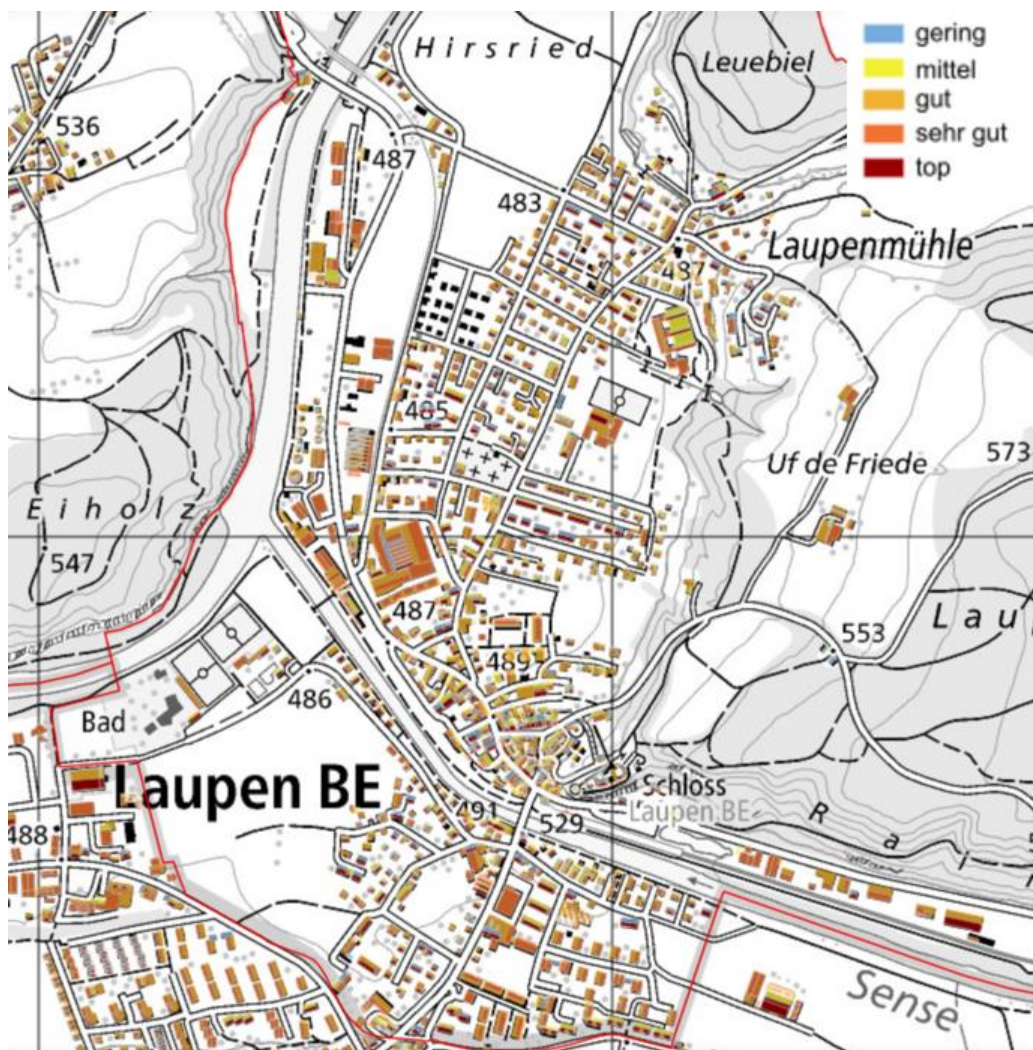 gering
mittel
gut
sehr gut
top
Hirsried
Leuebiel
536
487
483
Laupenmühle
487
485
Uf de Friede
573
Eiholz
547
487
553
489
486
Bad
Laupen BE
Schloss
Laupen BE
491
529
488
Sense